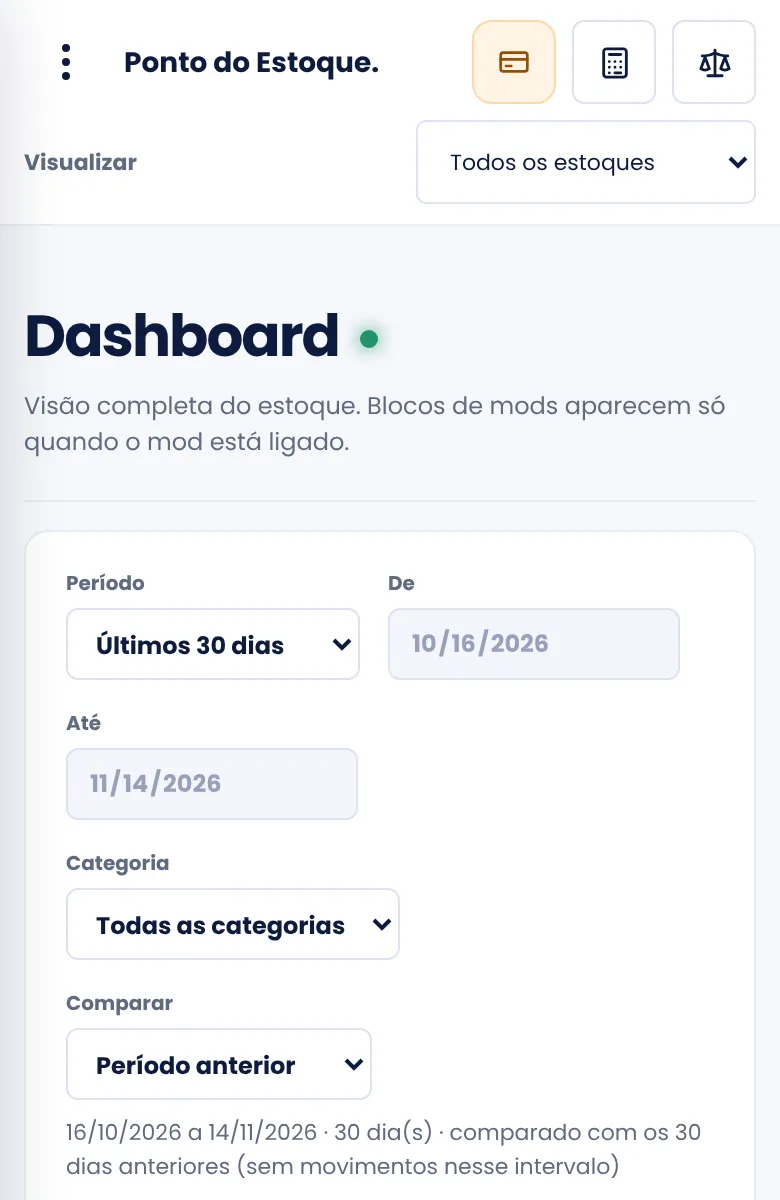 Ponto do Estoque.
Visualizar
Todos os estoques
Dashboard
Visão completa do estoque. Blocos de mods aparecem só
quando o mod está ligado.
Período
De
Últimos 30 dias
10/16/2026
Até
11/14/2026
Categoria
Todas as categorias
Comparar
Período anterior
16/10/2026 a 14/11/2026 · 30 dia(s) · comparado com os 30
dias anteriores (sem movimentos nesse intervalo)